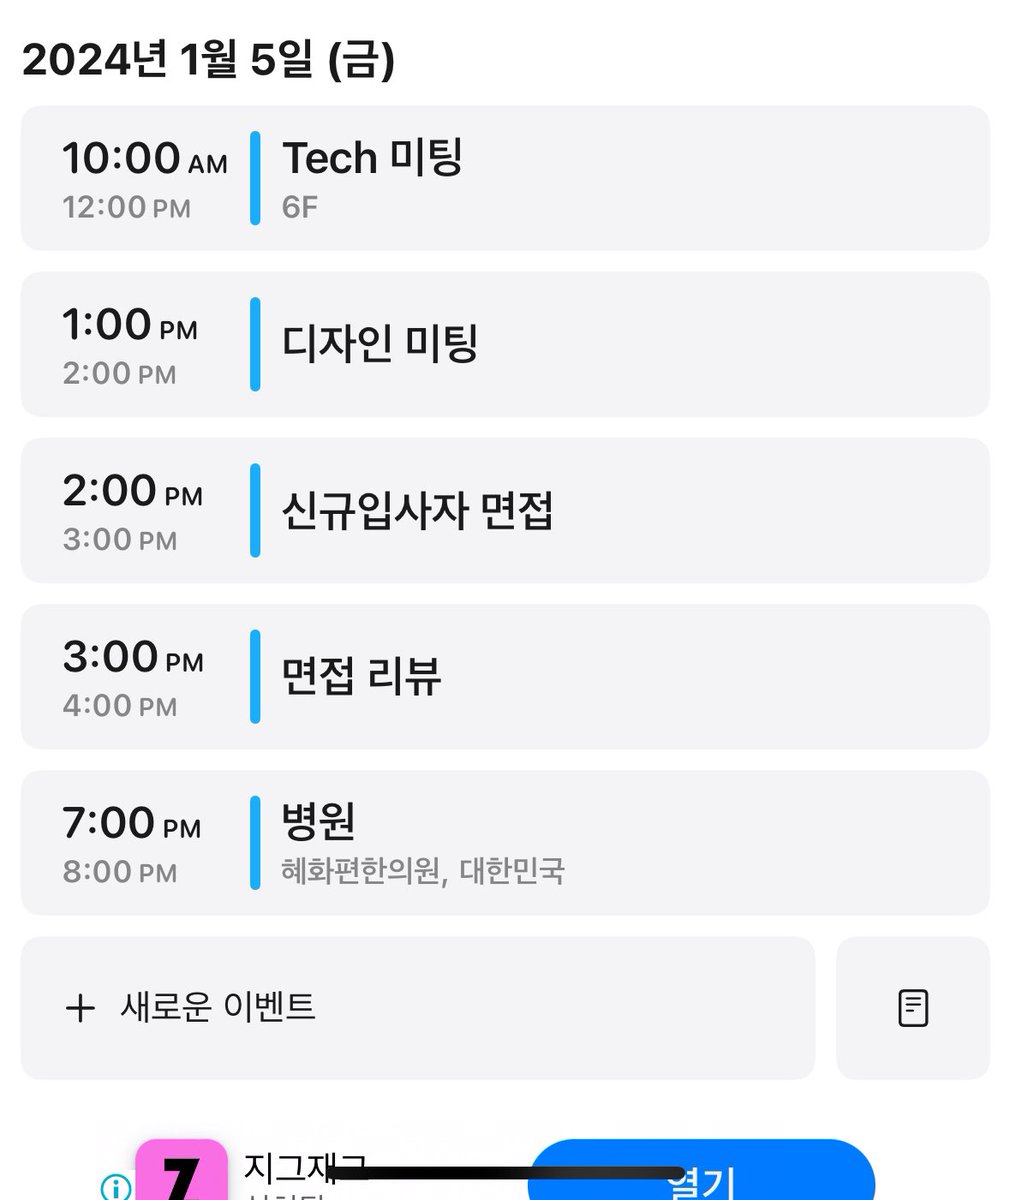 2024년 1월 5일 (금)
10:00 AM
12:00 PM
Tech 미팅
6F
1:00 PM
2:00 PM
디자인 미팅
2:00 PM
3:00 PM
신규입사자 면접
3:00 PM
4:00 PM
면접 리뷰
7:00 PM
8:00 PM
병원
혜화편한의원, 대한민국
+ 새로운 이벤트
Z
지그재그
열기